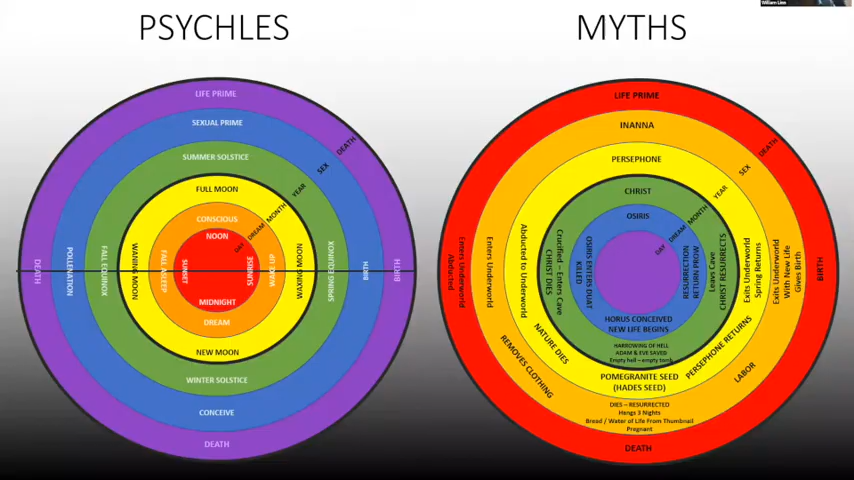 William Linn
PSYCHLES
LIFE PRIME
SEXUAL PRIME
SUMMER SOLSTICE
FULL MOON
CONSCIOUS
NOON
DAY
DREAM
MONTH
YEAR
SEX
DEATH
DEATH
POLLENATION
FALL EQUINOX
WANING MOON
FALL ASLEEP
SUNSET
SUNRISE
WAKE UP
WAXING MOON
SPRING EQUINOX
BIRTH
BIRTH
MIDNIGHT
DREAM
NEW MOON
WINTER SOLSTICE
CONCEIVE
DEATH
MYTHS
LIFE PRIME
INANNA
PERSEPHONE
CHRIST
OSIRIS
DAY
DREAM
MONTH
YEAR
SEX
DEATH
Enters Underworld
Abducted
Enters Underworld
Abducted to Underworld
Crucified - Enters Cave
CHRIST DIES
OSIRIS ENTERS DUAT
KILLED
RESURRECTION
RETURN PROW
Leaves Cave
CHRIST RESURRECTS
Exits Underworld
Spring Returns
Exits Underworld
With New Life
Gives Birth
BIRTH
HORUS CONCEIVED
NEW LIFE BEGINS
HARROWING OF HELL
ADAM & EVE SAVED
Empty hell – empty tomb
NATURE DIES
PERSEPHONE RETURNS
POMEGRANITE SEED
(HADES SEED)
REMOVES CLOTHING
LABOR
DIES – RESURRECTED
Hangs 3 Nights
Bread / Water of Life From Thumbnail
Pregnant
DEATH